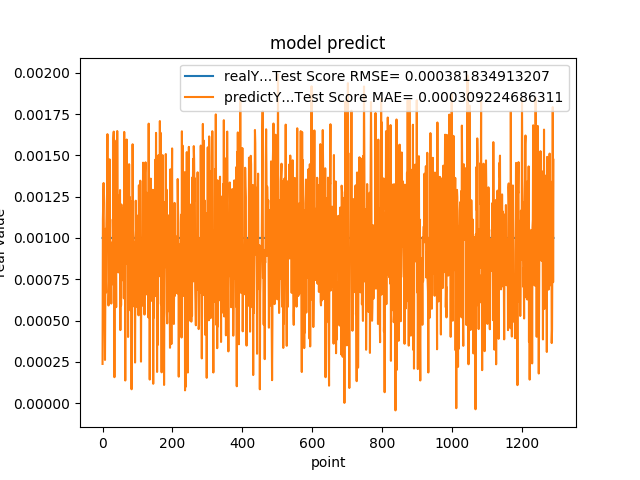 model predict
realY...Test Score RMSE= 0.000381834913207
predictY...Test Score MAE= 0.000309224686311
0.00200
0.00175
0.00150
0.00125
0.00100
0.00075
0.00050
0.00025
0.00000
real value
0 200 400 600 800 1000 1200
point